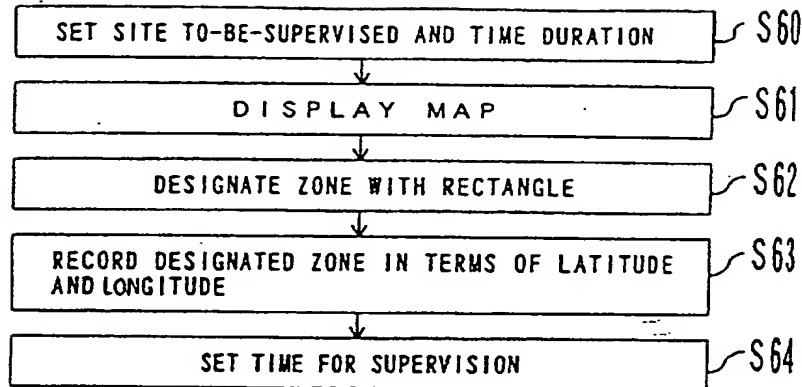 SET SITE TO-BE-SUPERVISED AND TIME DURATION S60
DISPLAY MAP S61
DESIGNATE ZONE WITH RECTANGLE S62
RECORD DESIGNATED ZONE IN TERMS OF LATITUDE
AND LONGITUDE S63
SET TIME FOR SUPERVISION S64